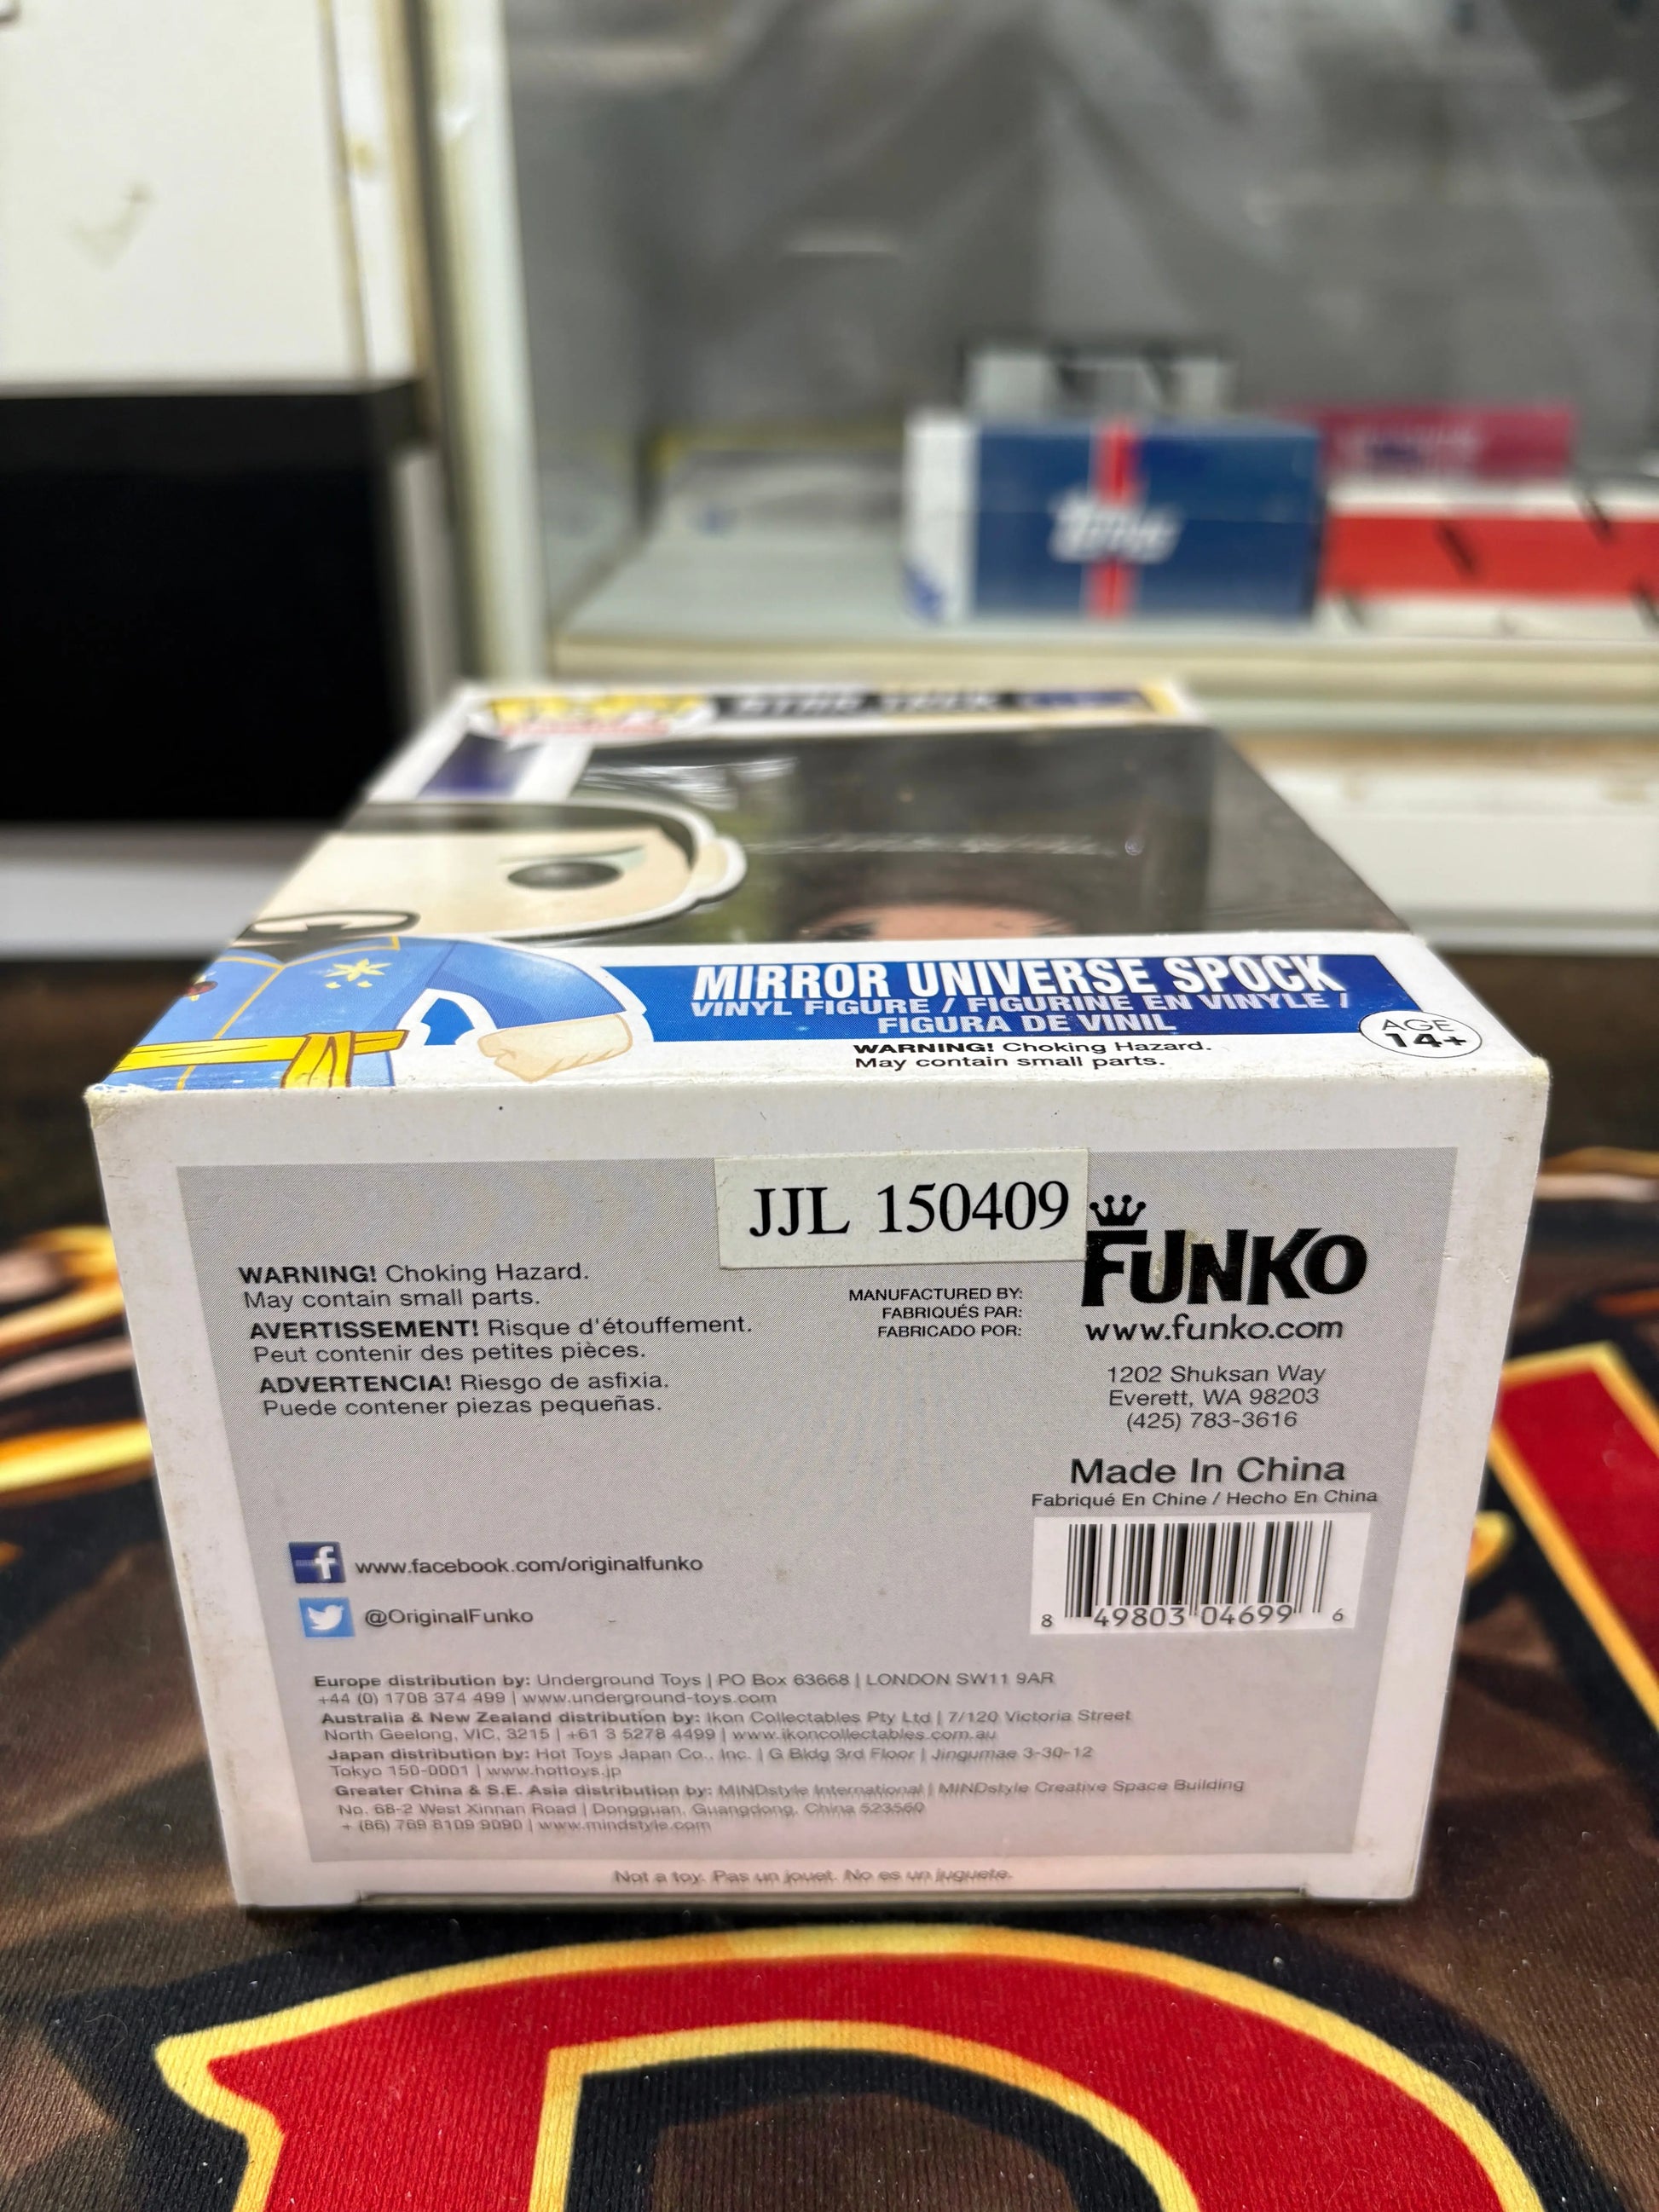 topps
STAR TREK
MIRROR UNIVERSE SPOCK
VINYL FIGURE / FIGURINE EN VINYLE /
FIGURA DE VINIL
WARNING! Choking Hazard.
May contain small parts.
AGE
14+
JJL 150409
FUNKO
www.funko.com
WARNING! Choking Hazard.
May contain small parts.
AVERTISSEMENT! Risque d'étouffement.
Peut contenir des petites pièces.
ADVERTENCIA! Riesgo de asfixia.
Puede contener piezas pequeñas.
MANUFACTURED BY:
FABRIQUÉS PAR:
FABRICADO POR:
1202 Shuksan Way
Everett, WA 98203
(425) 783-3616
Made In China
Fabriqué En Chine / Hecho En China
8 49803 04699 6
f www.facebook.com/originalfunko
@OriginalFunko
Europe distribution by: Underground Toys | PO Box 63668 | LONDON SW11 9AR
+44 (0) 1708 374 499 | www.underground-toys.com
Australia & New Zealand distribution by: Ikon Collectables Pty Ltd | 7/120 Victoria Street
North Geelong, VIC, 3215 | +61 3 5278 4499 | www.ikoncollectables.com.au
Japan distribution by: Hot Toys Japan Co., Inc. | G Bldg 3rd Floor | Jingumae 3-30-12
Tokyo 150-0001 | www.hottoys.jp
Greater China & S.E. Asia distribution by: MINDstyle International | MINDstyle Creative Space Building
No. 68-2 West Xinnan Road | Dongguan, Guangdong, China 523560
+ (86) 769 8109 9090 | www.mindstyle.com
Not a toy. Pas un jouet. No es un juguete.